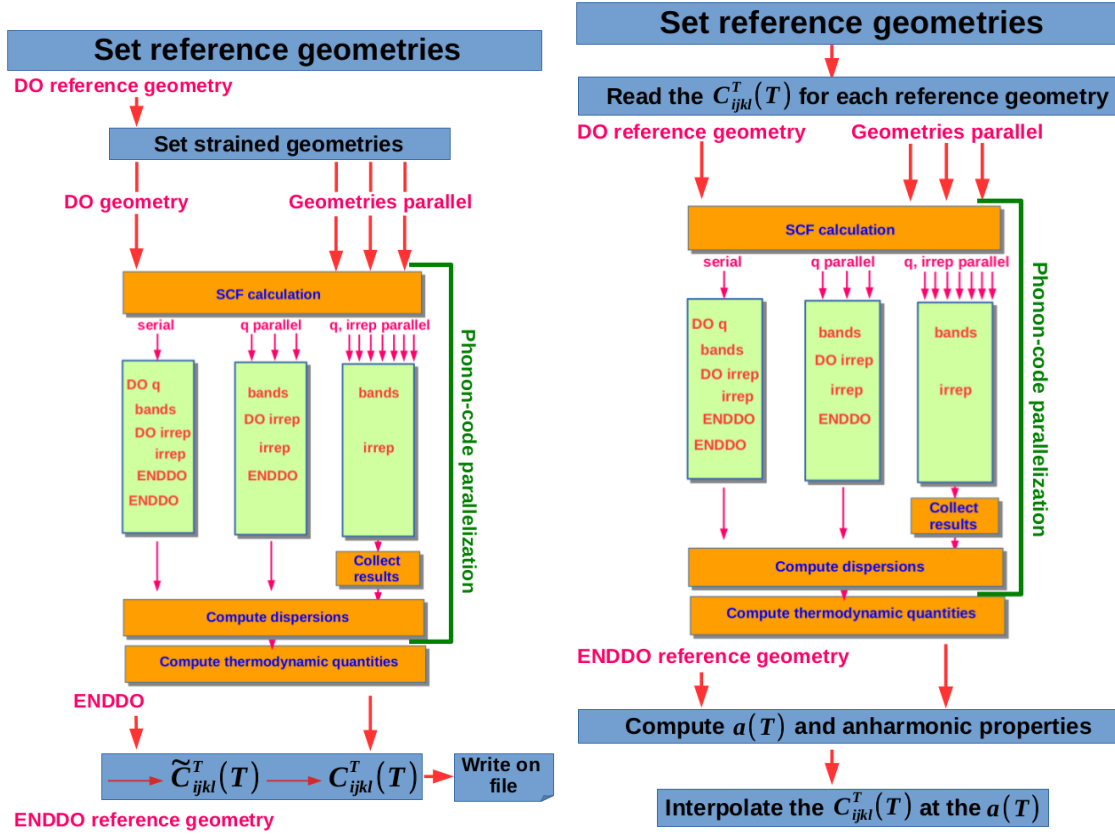 Set reference geometries
DO reference geometry
Set strained geometries
DO geometry
Geometries parallel
SCF calculation
serial
q parallel
q, irrep parallel
DO q
bands
DO irrep
irrep
ENDDO
ENDDO
bands
DO irrep
irrep
ENDDO
bands
irrep
Collect
results
Compute dispersions
Compute thermodynamic quantities
Phonon-code parallelization
ENDDO
C̃ᵀᵢⱼₖₗ(T)
Cᵀᵢⱼₖₗ(T)
Write on
file
ENDDO reference geometry
Set reference geometries
Read the Cᵀᵢⱼₖₗ(T) for each reference geometry
DO reference geometry
Geometries parallel
SCF calculation
serial
q parallel
q, irrep parallel
DO q
bands
DO irrep
irrep
ENDDO
ENDDO
bands
DO irrep
irrep
ENDDO
bands
irrep
Collect
results
Compute dispersions
Compute thermodynamic quantities
Phonon-code parallelization
ENDDO reference geometry
Compute a(T) and anharmonic properties
Interpolate the Cᵀᵢⱼₖₗ(T) at the a(T)